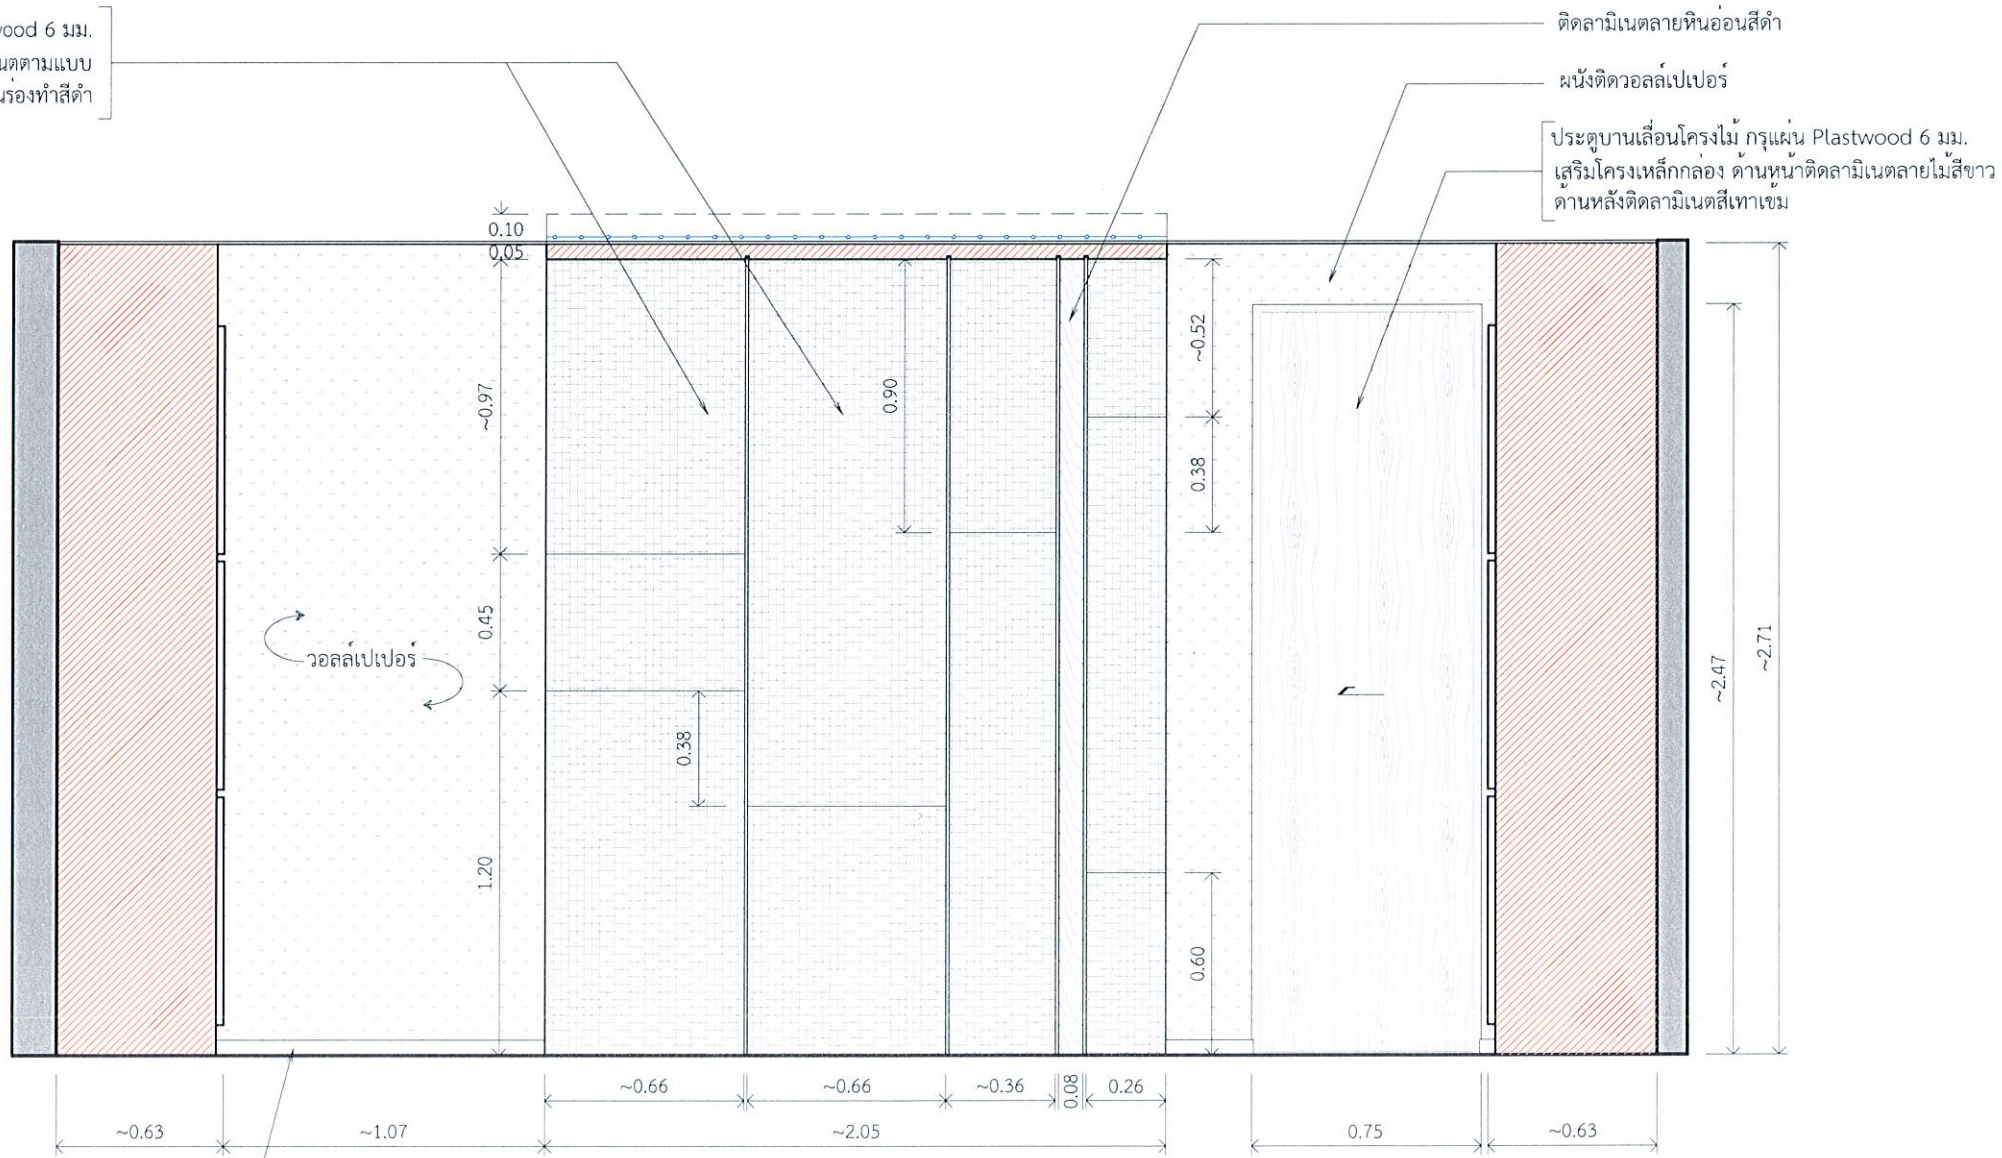 wood 6 มม.
นตตามแบบ
นร่องทำสีดำ
ติดลามิเนตลายหินอ่อนสีดำ
ผนังติดวอลล์เปเปอร์
ประตูบานเลื่อนโครงไม้ กรุแผ่น Plastwood 6 มม.
เสริมโครงเหล็กกล่อง ด้านหน้าติดลามิเนตลายไม้สีขาว
ด้านหลังติดลามิเนตสีเทาเข้ม
0.10
0.05
~0.97
0.45
1.20
0.38
0.90
~0.52
0.38
0.60
~2.47
~2.71
วอลล์เปเปอร์
~0.66
~0.66
~0.36
0.08
0.26
~0.63
~1.07
~2.05
0.75
~0.63